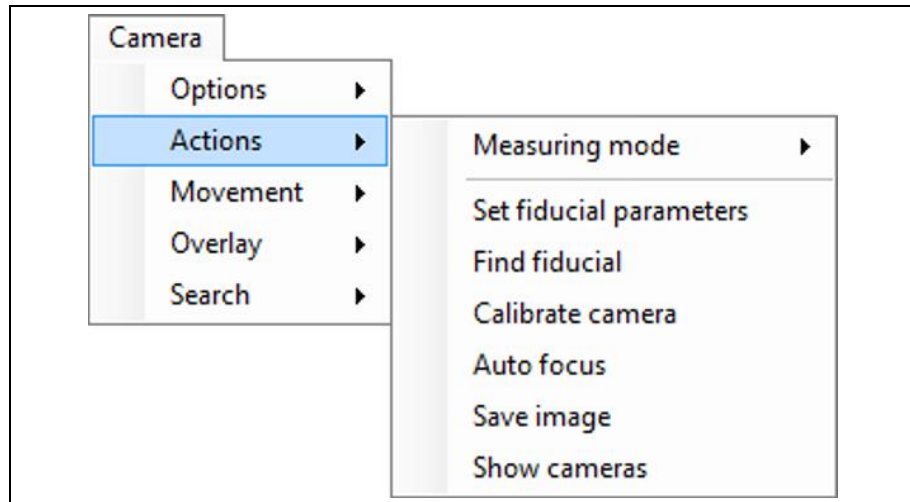 Camera
Options
Actions
Movement
Overlay
Search
Measuring mode
Set fiducial parameters
Find fiducial
Calibrate camera
Auto focus
Save image
Show cameras